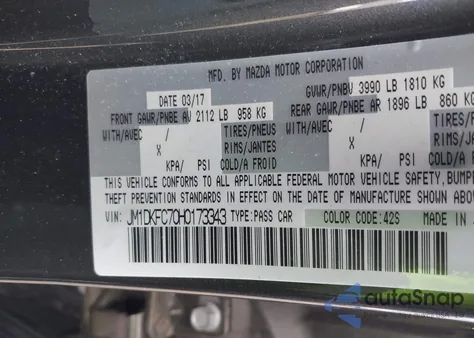 MFD. BY MAZDA MOTOR CORPORATION
DATE 03/17 GVWR/PNBV 3990 LB 1810 KG
FRONT GAWR/PNBE AV 2112 LB 958 KG REAR GAWR/PNBE AR 1896 LB 860 KG
WITH/AVEC / TIRES/PNEUS WITH/AVEC /
X RIMS/JANTES X
KPA/ PSI COLD/A FROID KPA/ PSI COLD/A
THIS VEHICLE CONFORMS TO ALL APPLICABLE FEDERAL MOTOR VEHICLE SAFETY, BUMPE
THEFT PREVENTION STANDARDS IN EFFECT ON THE DATE OF MANUFACTURE SHOWN ABOV
VIN: JM1DKFC70H0173343 TYPE: PASS CAR COLOR CODE: 42S MADE IN
autoSnap